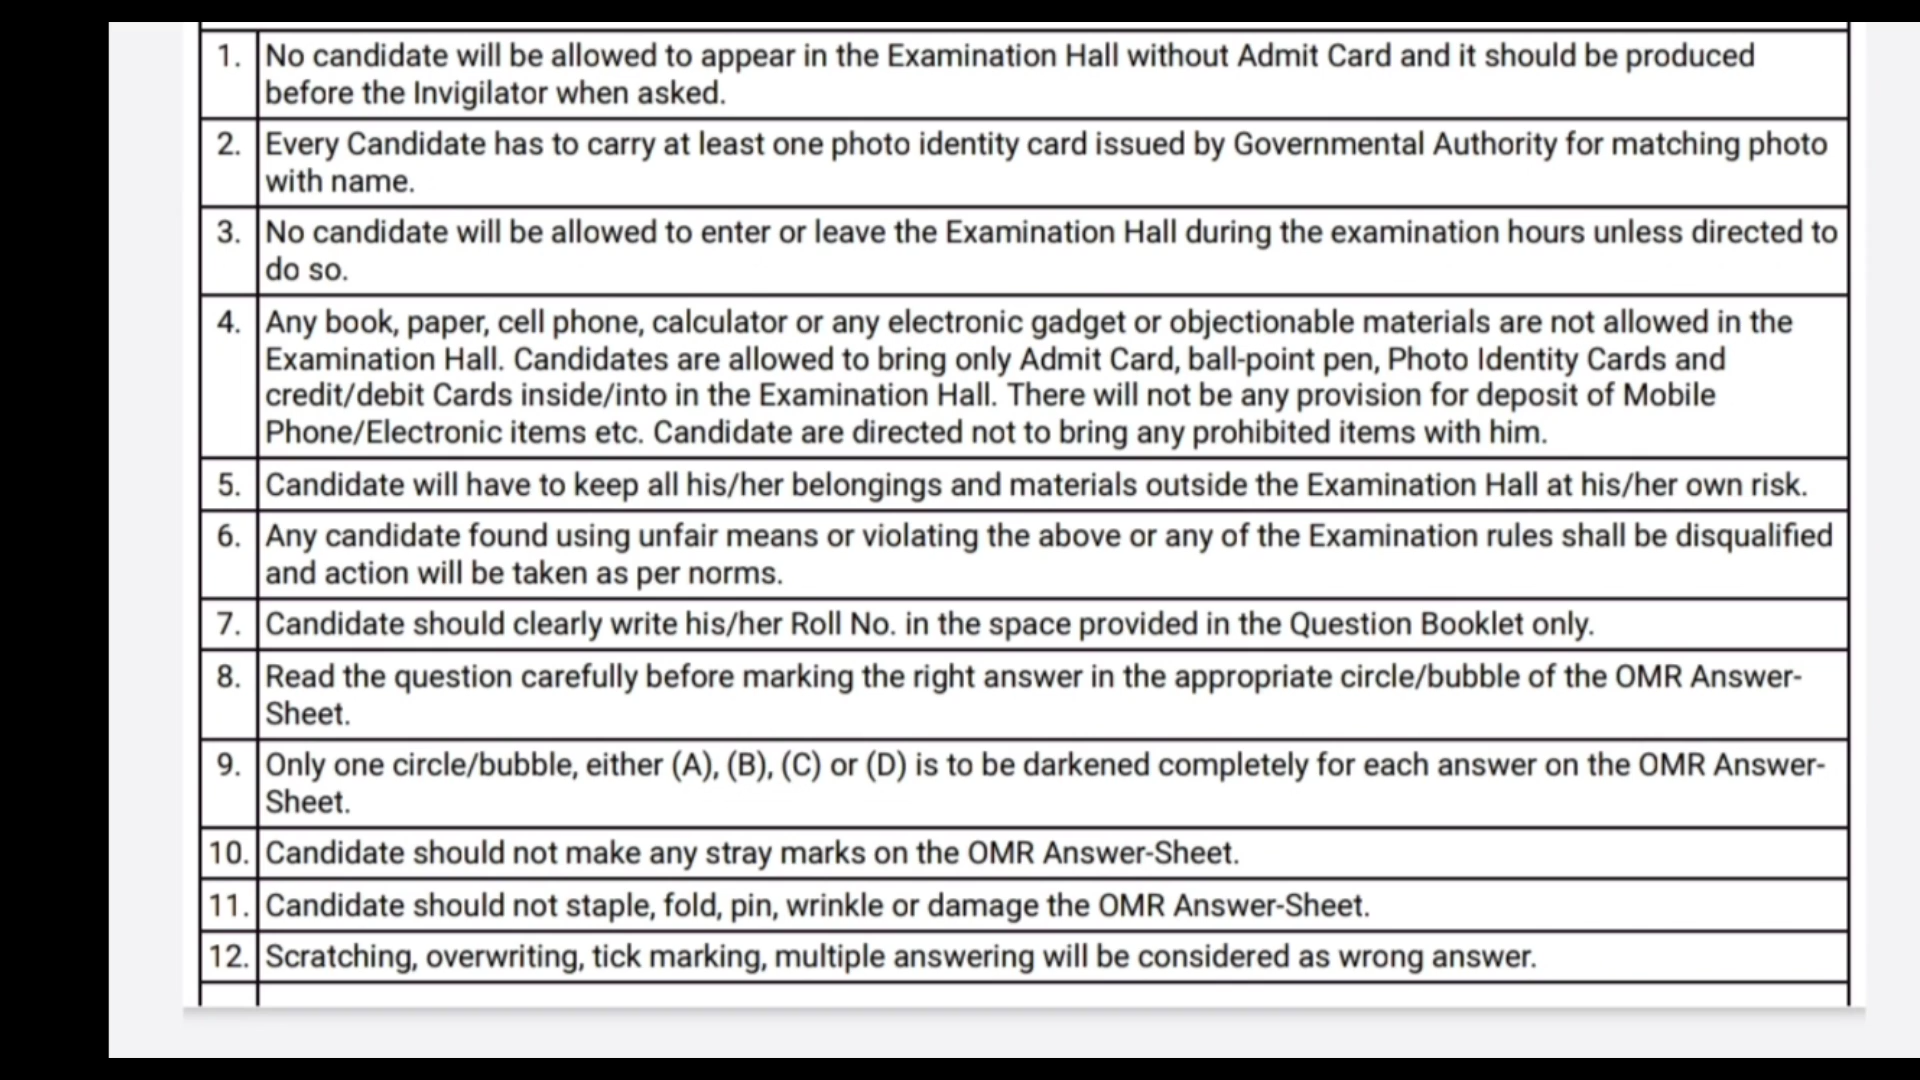 1. No candidate will be allowed to appear in the Examination Hall without Admit Card and it should be produced
before the Invigilator when asked.
2. Every Candidate has to carry at least one photo identity card issued by Governmental Authority for matching photo
with name.
3. No candidate will be allowed to enter or leave the Examination Hall during the examination hours unless directed to
do so.
4. Any book, paper, cell phone, calculator or any electronic gadget or objectionable materials are not allowed in the
Examination Hall. Candidates are allowed to bring only Admit Card, ball-point pen, Photo Identity Cards and
credit/debit Cards inside/into in the Examination Hall. There will not be any provision for deposit of Mobile
Phone/Electronic items etc. Candidate are directed not to bring any prohibited items with him.
5. Candidate will have to keep all his/her belongings and materials outside the Examination Hall at his/her own risk.
6. Any candidate found using unfair means or violating the above or any of the Examination rules shall be disqualified
and action will be taken as per norms.
7. Candidate should clearly write his/her Roll No. in the space provided in the Question Booklet only.
8. Read the question carefully before marking the right answer in the appropriate circle/bubble of the OMR Answer-
Sheet.
9. Only one circle/bubble, either (A), (B), (C) or (D) is to be darkened completely for each answer on the OMR Answer-
Sheet.
10. Candidate should not make any stray marks on the OMR Answer-Sheet.
11. Candidate should not staple, fold, pin, wrinkle or damage the OMR Answer-Sheet.
12. Scratching, overwriting, tick marking, multiple answering will be considered as wrong answer.